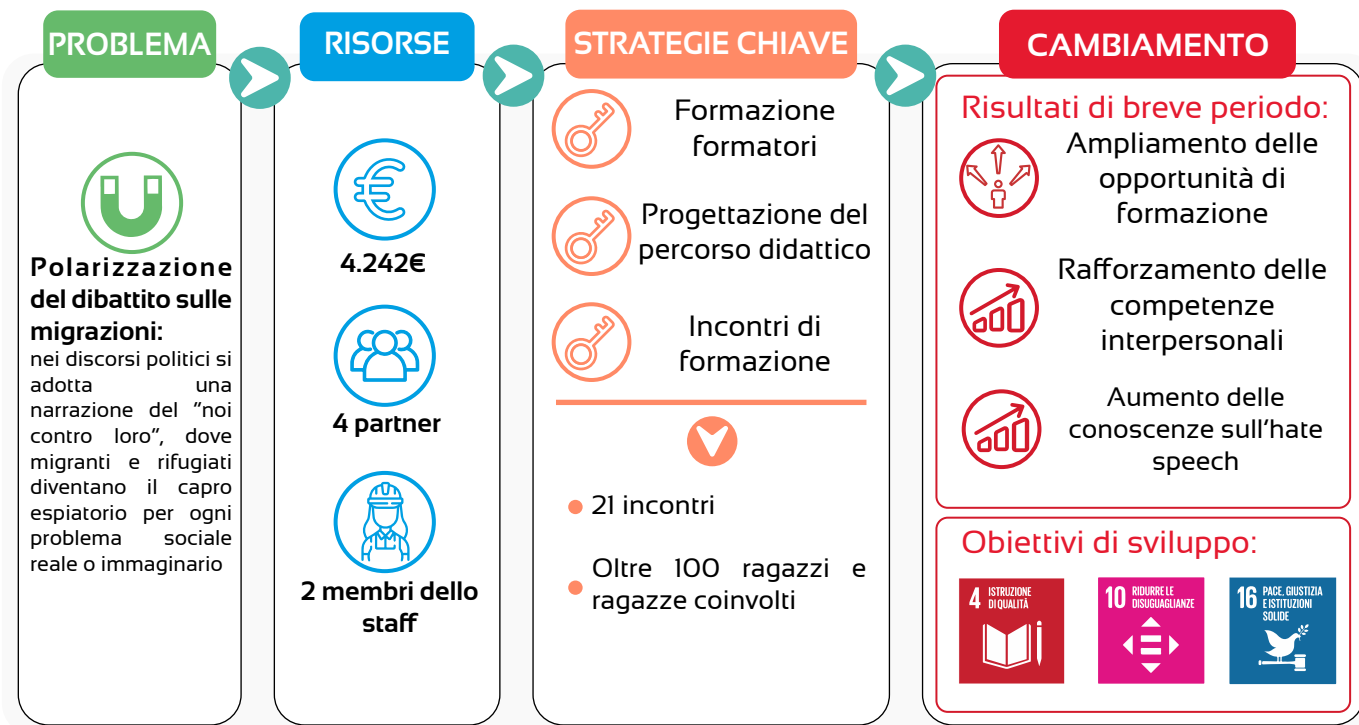 PROBLEMA
Polarizzazione
del dibattito sulle
migrazioni:
nei discorsi politici si
adotta una
narrazione del "noi
contro loro", dove
migranti e rifugiati
diventano il capro
espiatorio per ogni
problema sociale
reale o immaginario
RISORSE
4.242€
4 partner
2 membri dello
staff
STRATEGIE CHIAVE
Formazione
formatori
Progettazione del
percorso didattico
Incontri di
formazione
21 incontri
Oltre 100 ragazzi e
ragazze coinvolti
CAMBIAMENTO
Risultati di breve periodo:
Ampliamento delle
opportunità di
formazione
Rafforzamento delle
competenze
interpersonali
Aumento delle
conoscenze sull'hate
speech
Obiettivi di sviluppo:
4 ISTRUZIONE
DI QUALITÀ
10 RIDURRE LE
DISUGUAGLIANZE
16 PACE, GIUSTIZIA
E ISTITUZIONI
SOLIDE